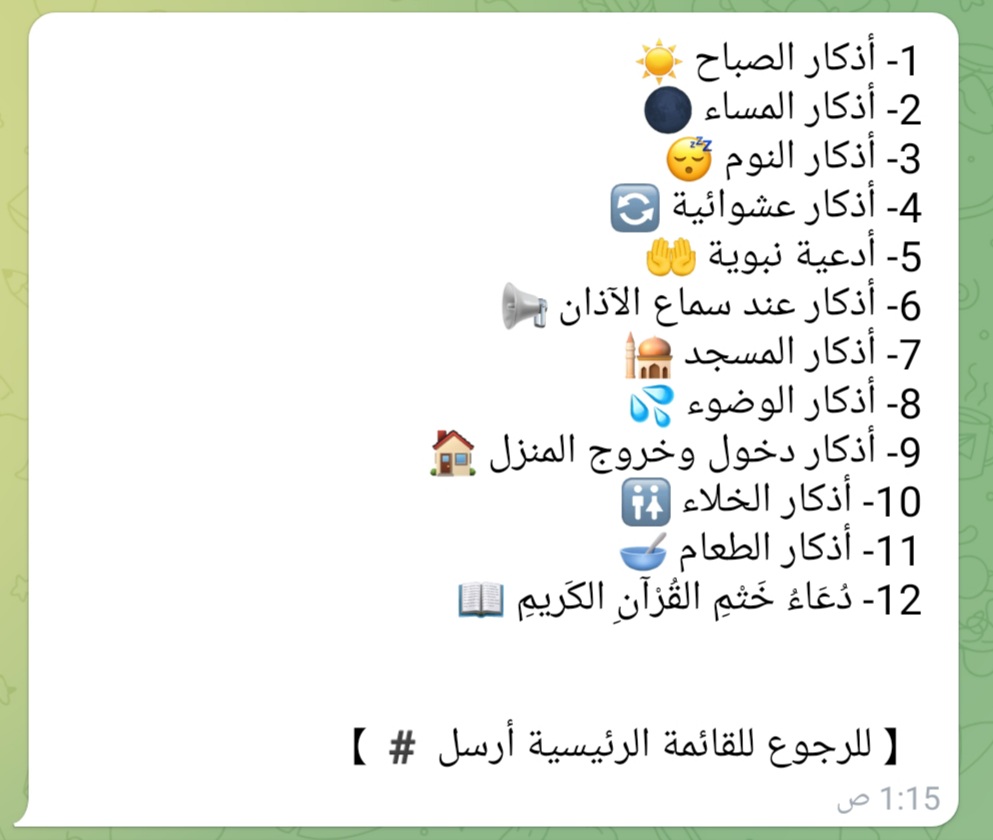 1- أذكار الصباح ☀️
2- أذكار المساء 🌑
3- أذكار النوم 😴
4- أذكار عشوائية 🔄
5- أدعية نبوية 🤲
6- أذكار عند سماع الآذان 📢
7- أذكار المسجد 🕌
8- أذكار الوضوء 💦
9- أذكار دخول وخروج المنزل 🏠
10- أذكار الخلاء 🚻
11- أذكار الطعام 🥣
12- دُعَاءُ خَتْمِ القُرْآنِ الكَريمِ 📖
【 للرجوع للقائمة الرئيسية أرسل # 】
1:15 ص